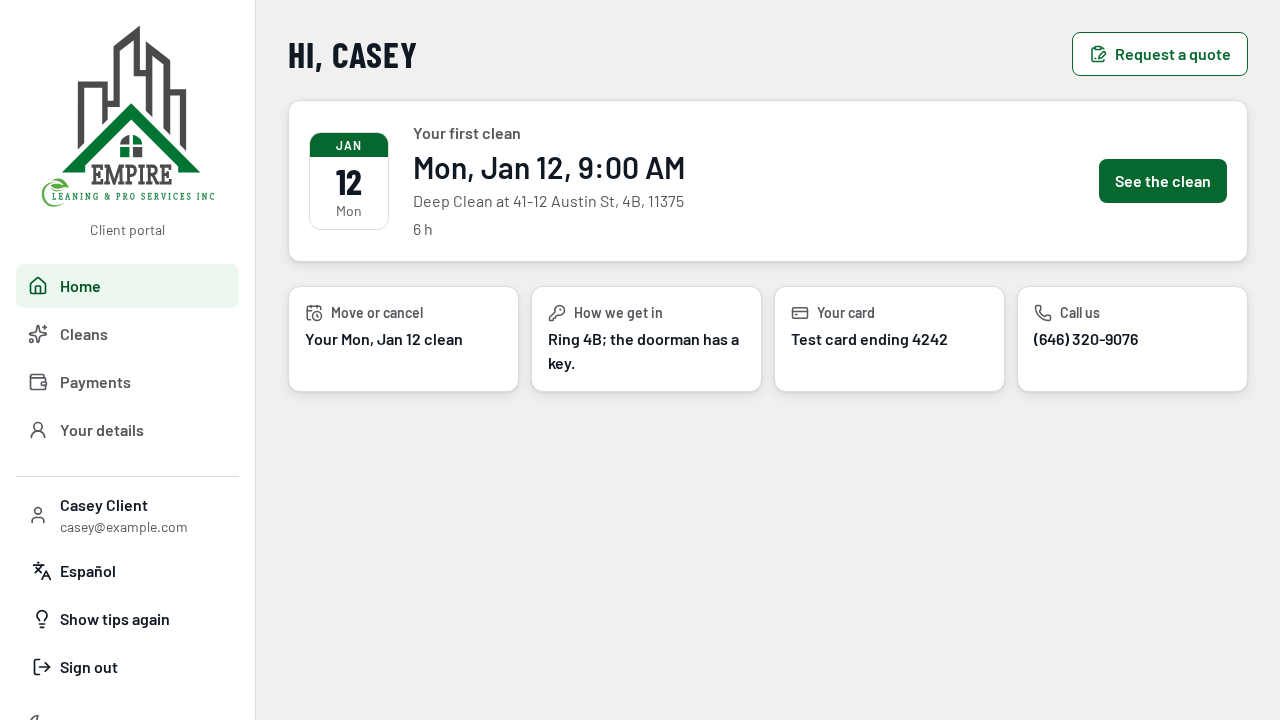 EMPIRE
CLEANING & PRO SERVICES INC
Client portal
Home
Cleans
Payments
Your details
Casey Client
casey@example.com
Español
Show tips again
Sign out
HI, CASEY
Request a quote
JAN
12
Mon
Your first clean
Mon, Jan 12, 9:00 AM
Deep Clean at 41-12 Austin St, 4B, 11375
6 h
See the clean
Move or cancel
Your Mon, Jan 12 clean
How we get in
Ring 4B; the doorman has a
key.
Your card
Test card ending 4242
Call us
(646) 320-9076